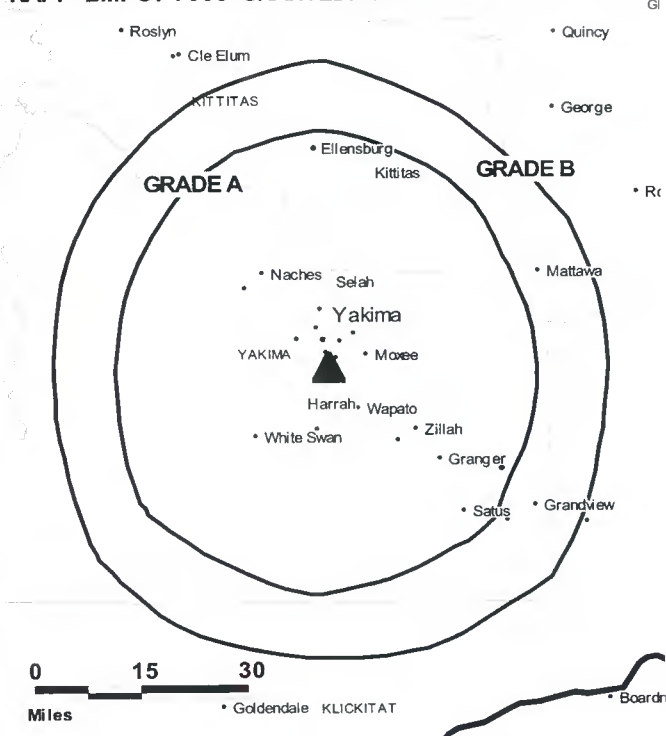 Roslyn
Quincy
Cle Elum
KITTITAS
George
Ellensburg
GRADE B
Kittitas
GRADE A
Mattawa
Naches
Selah
Yakima
YAKIMA
Moxee
Harrah
Wapato
Zillah
White Swan
Granger
Satus
Grandview
0 15 30
Miles
Goldendale KLICKITAT